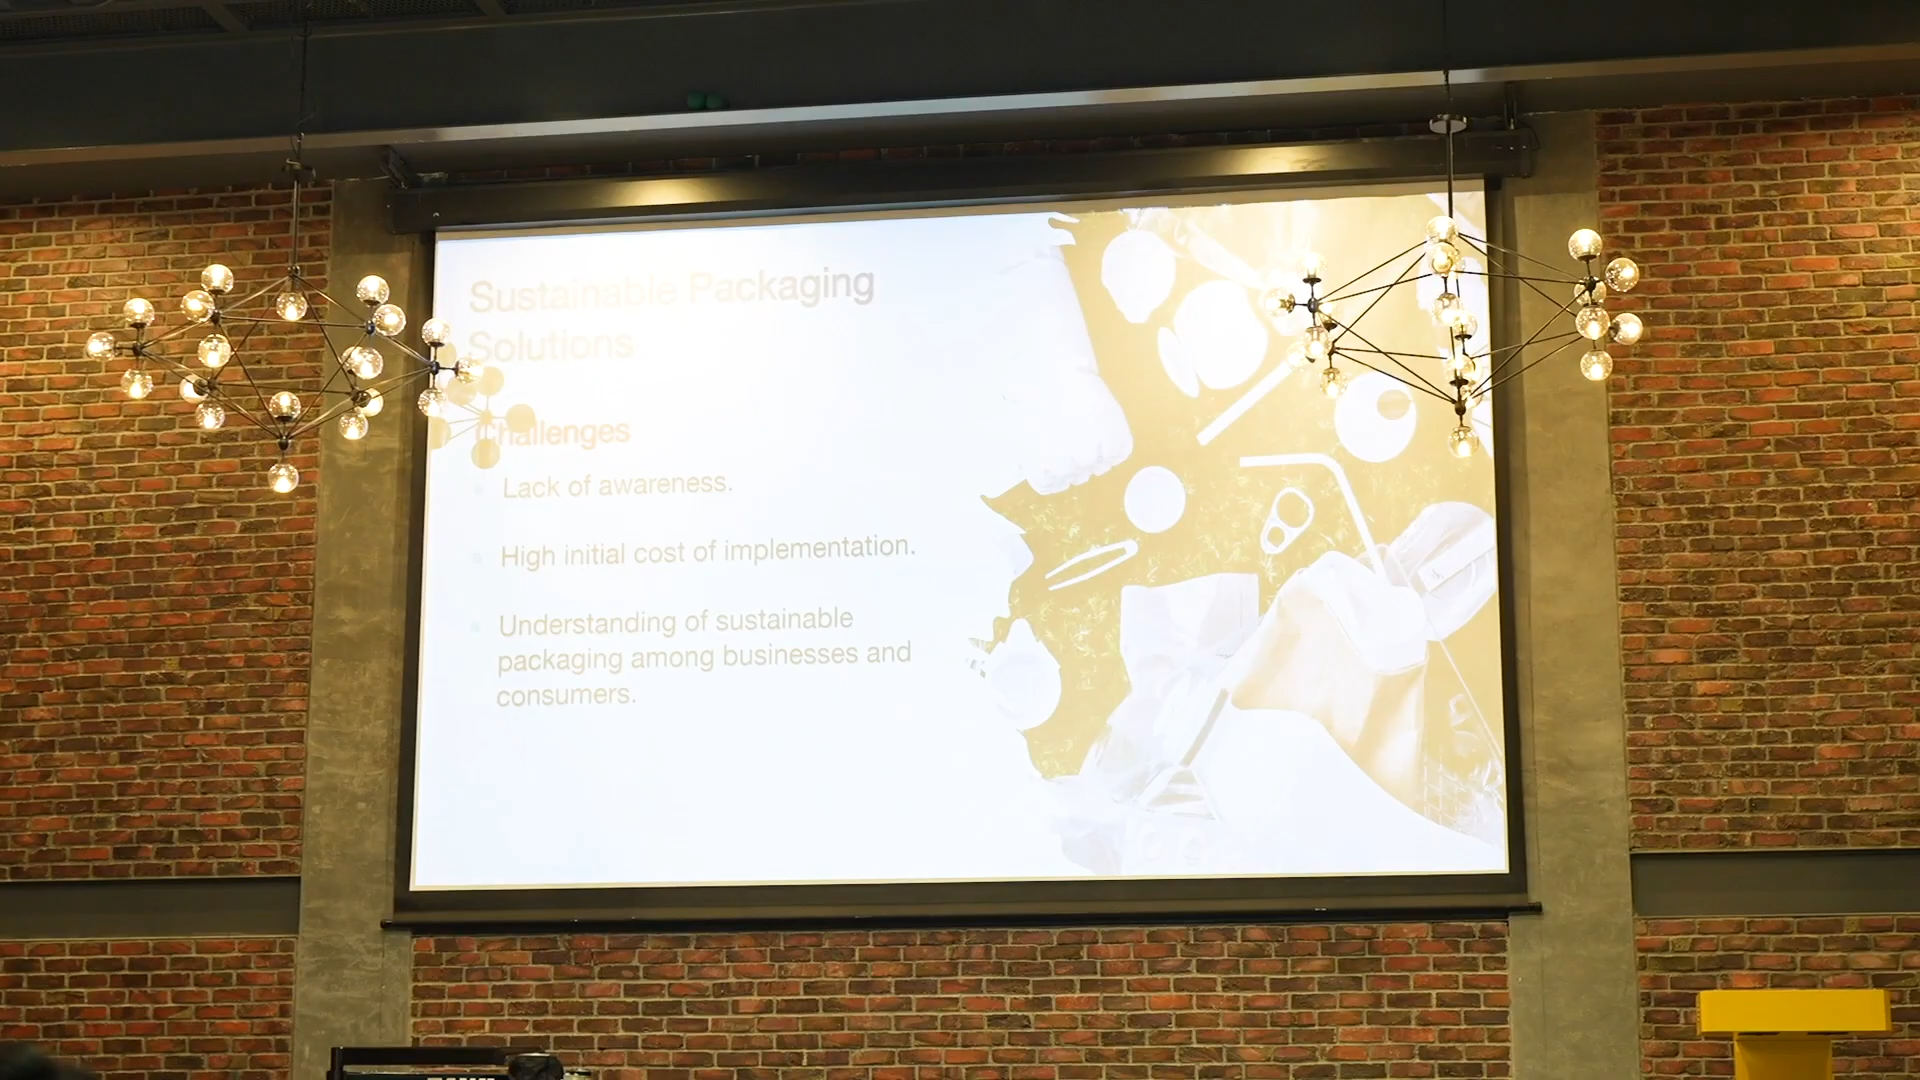 Sustainable Packaging
Solutions
Challenges
Lack of awareness.
High initial cost of implementation.
Understanding of sustainable
packaging among businesses and
consumers.